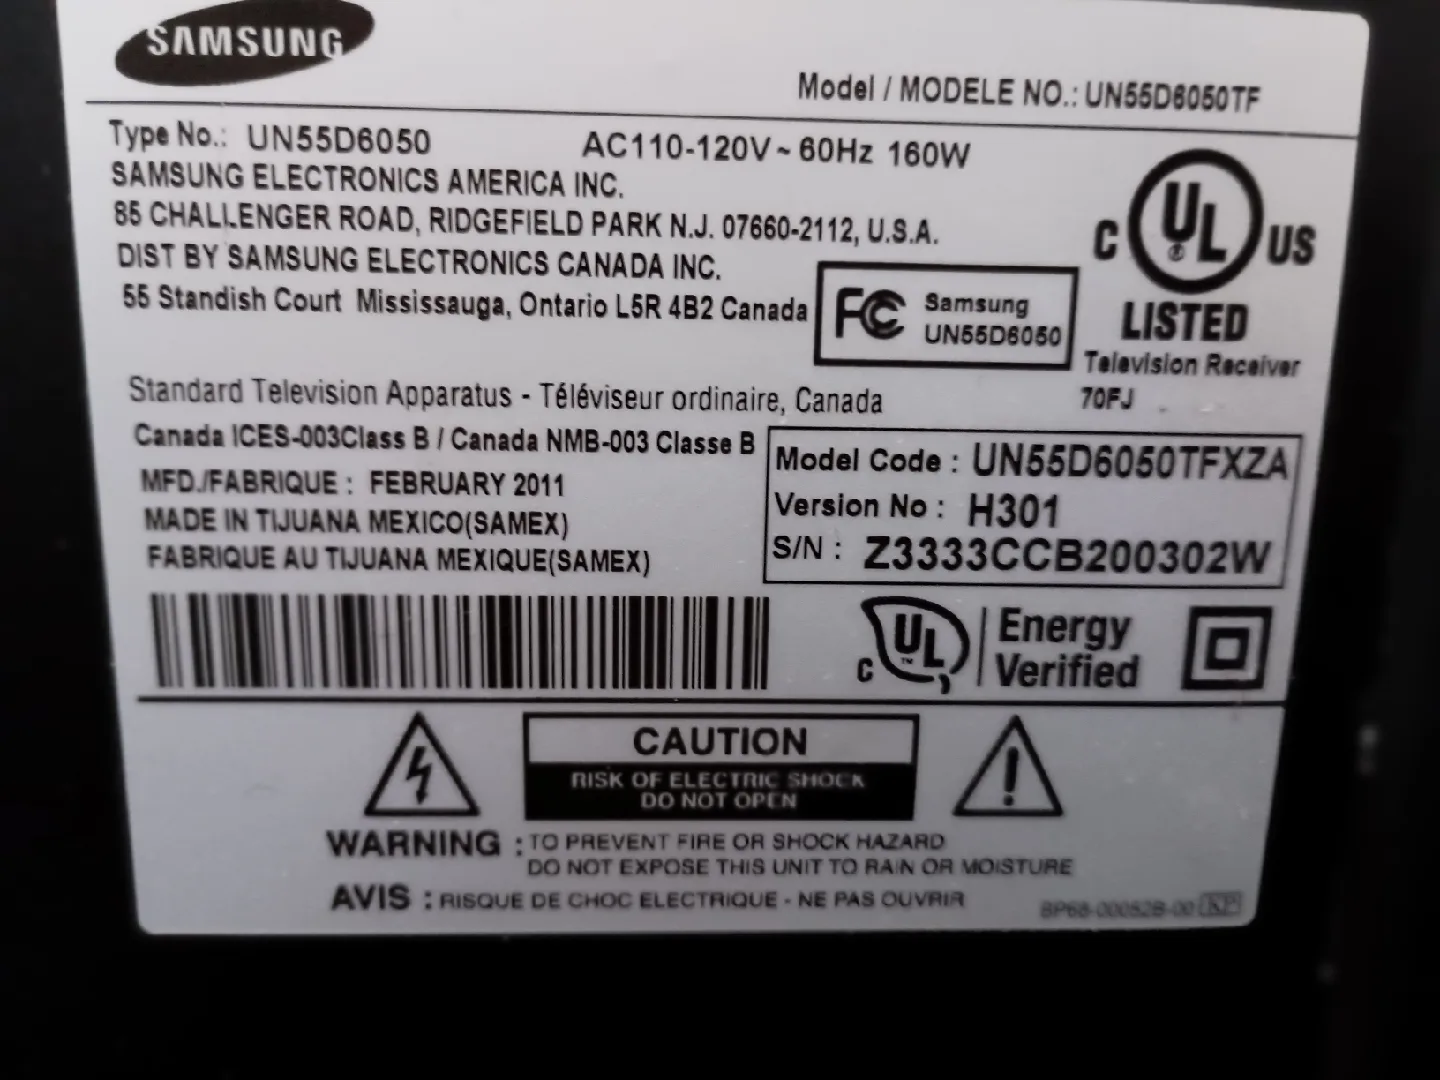 SAMSUNG
Model / MODELE NO.: UN55D6050TF
Type No.: UN55D6050 AC110-120V~60Hz 160W
SAMSUNG ELECTRONICS AMERICA INC.
85 CHALLENGER ROAD, RIDGEFIELD PARK N.J. 07660-2112, U.S.A.
DIST BY SAMSUNG ELECTRONICS CANADA INC.
55 Standish Court Mississauga, Ontario L5R 4B2 Canada
FC Samsung
UN55D6050
C UL® US
LISTED
Television Receiver
70FJ
Standard Television Apparatus - Téléviseur ordinaire, Canada
Canada ICES-003Class B / Canada NMB-003 Classe B
MFD./FABRIQUE : FEBRUARY 2011
MADE IN TIJUANA MEXICO(SAMEX)
FABRIQUE AU TIJUANA MEXIQUE(SAMEX)
Model Code : UN55D6050TFXZA
Version No : H301
S/N : Z3333CCB200302W
C UL™ Energy
Verified
CAUTION
RISK OF ELECTRIC SHOCK
DO NOT OPEN
WARNING : TO PREVENT FIRE OR SHOCK HAZARD
DO NOT EXPOSE THIS UNIT TO RAIN OR MOISTURE
AVIS : RISQUE DE CHOC ELECTRIQUE - NE PAS OUVRIR